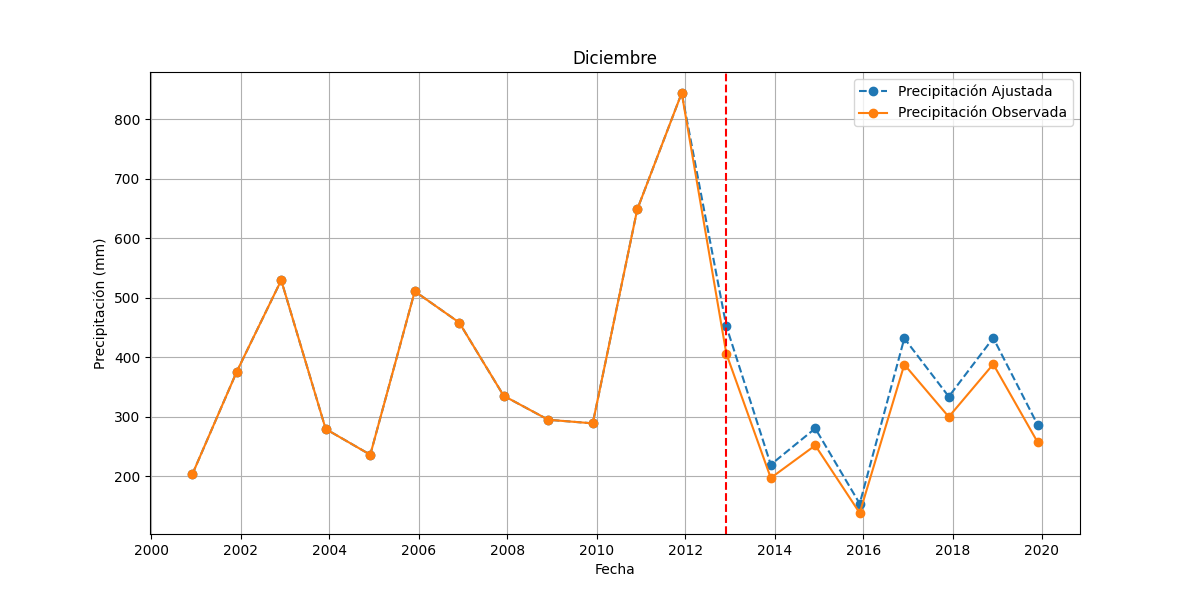 Diciembre
Precipitación Ajustada
Precipitación Observada
Precipitación (mm)
800
700
600
500
400
300
200
2000 2002 2004 2006 2008 2010 2012 2014 2016 2018 2020
Fecha